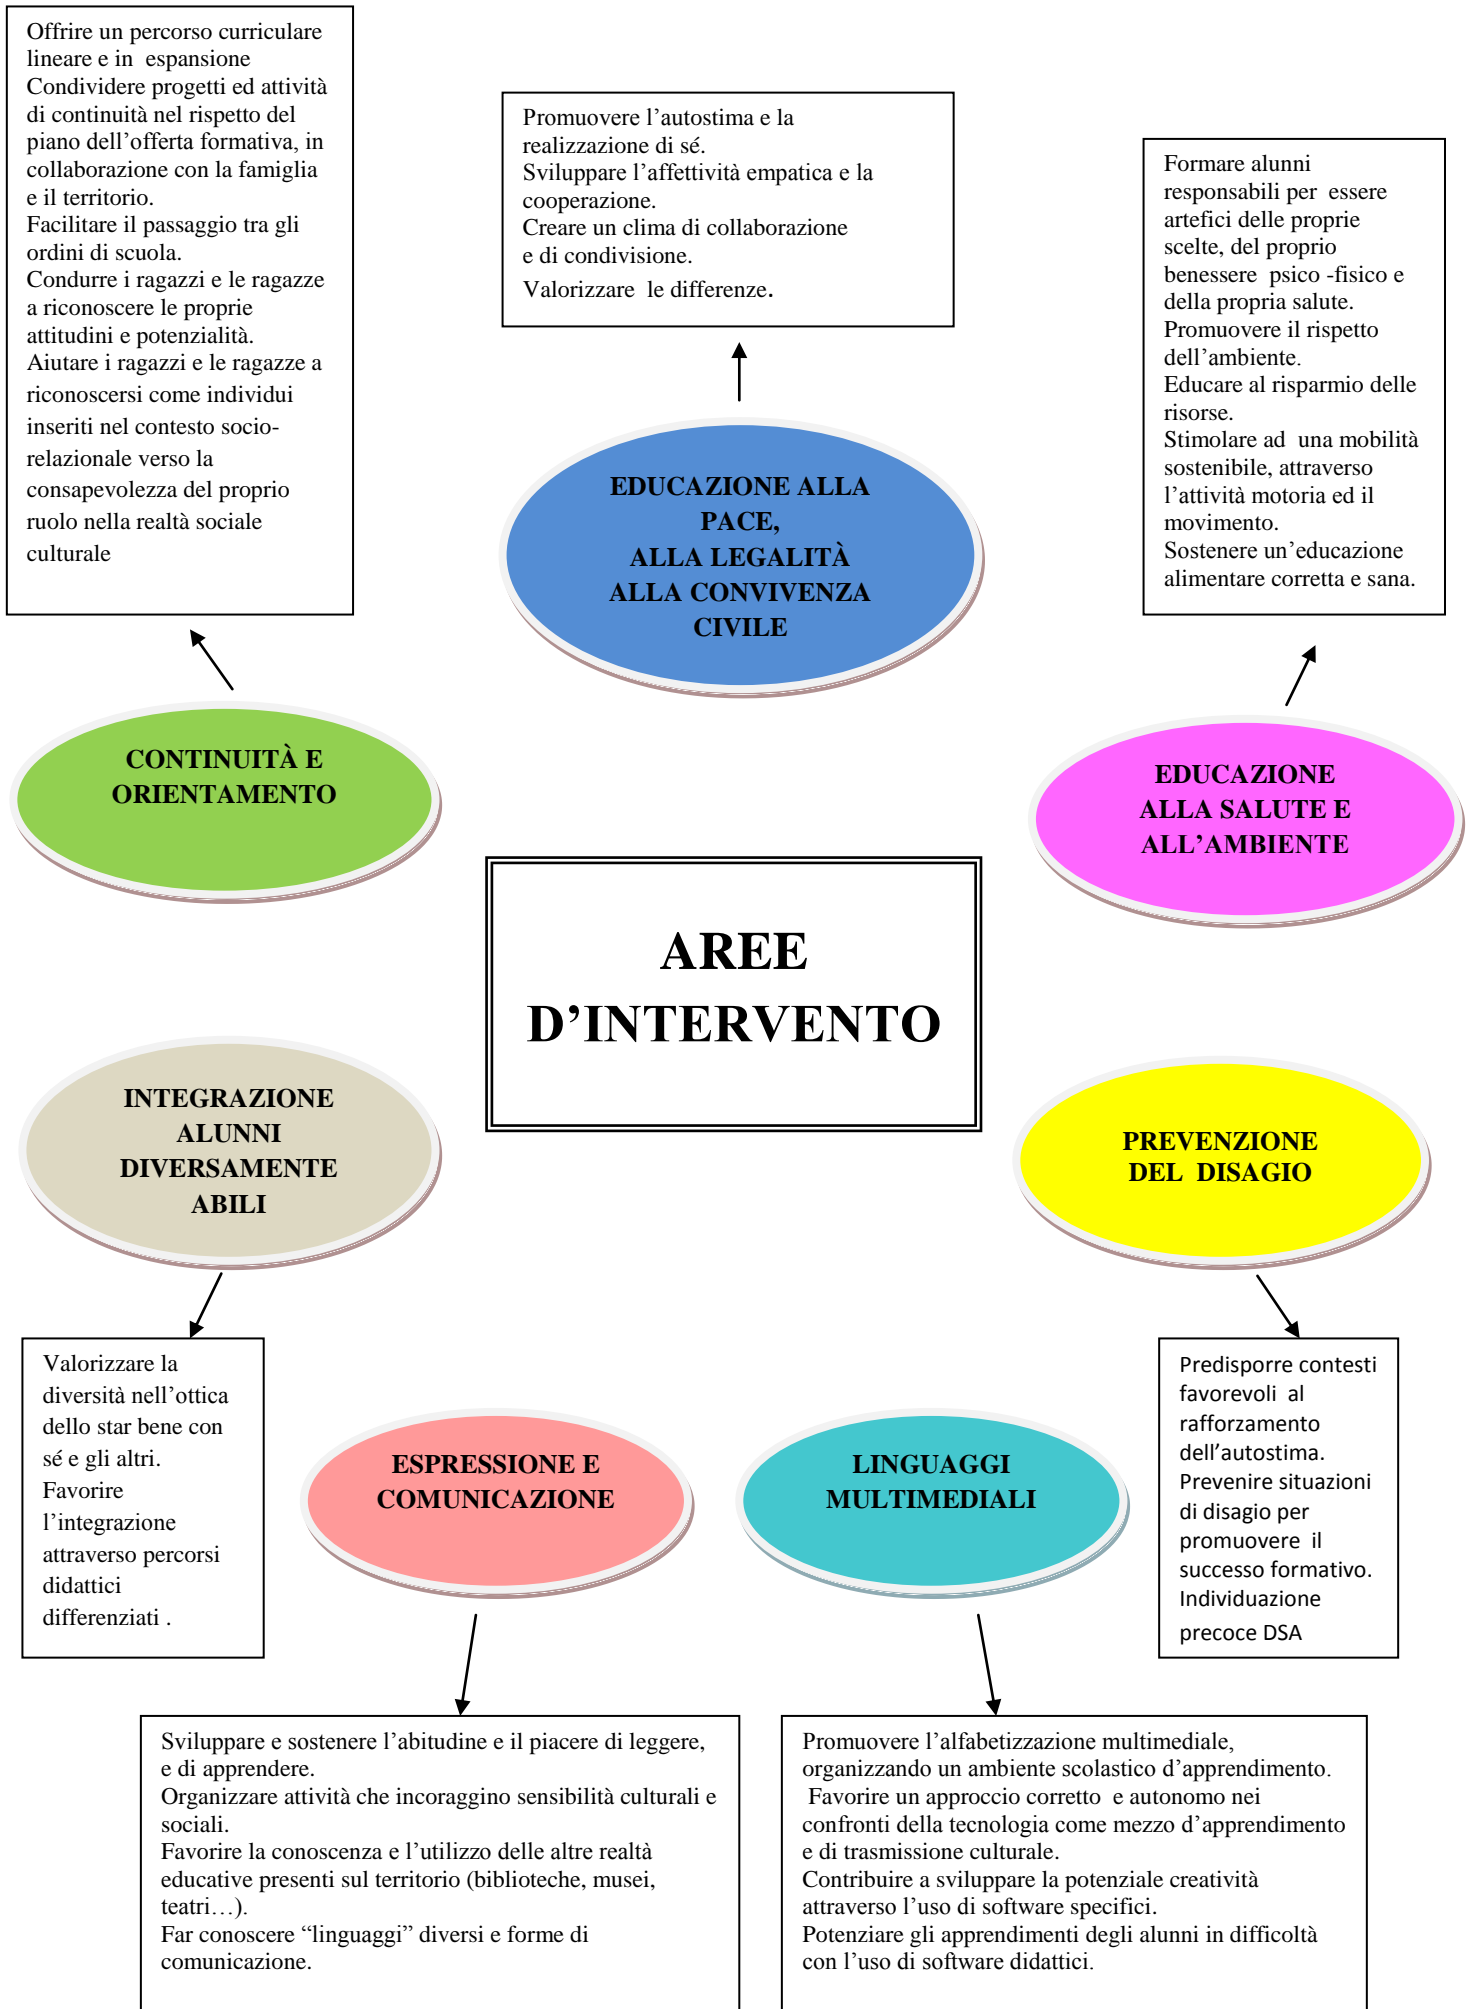 Offrire un percorso curriculare
lineare e in espansione
Condividere progetti ed attività
di continuità nel rispetto del
piano dell’offerta formativa, in
collaborazione con la famiglia
e il territorio.
Facilitare il passaggio tra gli
ordini di scuola.
Condurre i ragazzi e le ragazze
a riconoscere le proprie
attitudini e potenzialità.
Aiutare i ragazzi e le ragazze a
riconoscersi come individui
inseriti nel contesto socio-
relazionale verso la
consapevolezza del proprio
ruolo nella realtà sociale
culturale
Promuovere l’autostima e la
realizzazione di sé.
Sviluppare l’affettività empatica e la
cooperazione.
Creare un clima di collaborazione
e di condivisione.
Valorizzare le differenze.
Formare alunni
responsabili per essere
artefici delle proprie
scelte, del proprio
benessere psico -fisico e
della propria salute.
Promuovere il rispetto
dell’ambiente.
Educare al risparmio delle
risorse.
Stimolare ad una mobilità
sostenibile, attraverso
l’attività motoria ed il
movimento.
Sostenere un’educazione
alimentare corretta e sana.
EDUCAZIONE ALLA
PACE,
ALLA LEGALITÀ
ALLA CONVIVENZA
CIVILE
CONTINUITÀ E
ORIENTAMENTO
EDUCAZIONE
ALLA SALUTE E
ALL’AMBIENTE
AREE
D’INTERVENTO
INTEGRAZIONE
ALUNNI
DIVERSAMENTE
ABILI
PREVENZIONE
DEL DISAGIO
Valorizzare la
diversità nell’ottica
dello star bene con
sé e gli altri.
Favorire
l’integrazione
attraverso percorsi
didattici
differenziati .
ESPRESSIONE E
COMUNICAZIONE
LINGUAGGI
MULTIMEDIALI
Predisporre contesti
favorevoli al
rafforzamento
dell’autostima.
Prevenire situazioni
di disagio per
promuovere il
successo formativo.
Individuazione
precoce DSA
Sviluppare e sostenere l’abitudine e il piacere di leggere,
e di apprendere.
Organizzare attività che incoraggino sensibilità culturali e
sociali.
Favorire la conoscenza e l’utilizzo delle altre realtà
educative presenti sul territorio (biblioteche, musei,
teatri…).
Far conoscere “linguaggi” diversi e forme di
comunicazione.
Promuovere l’alfabetizzazione multimediale,
organizzando un ambiente scolastico d’apprendimento.
Favorire un approccio corretto e autonomo nei
confronti della tecnologia come mezzo d’apprendimento
e di trasmissione culturale.
Contribuire a sviluppare la potenziale creatività
attraverso l’uso di software specifici.
Potenziare gli apprendimenti degli alunni in difficoltà
con l’uso di software didattici.